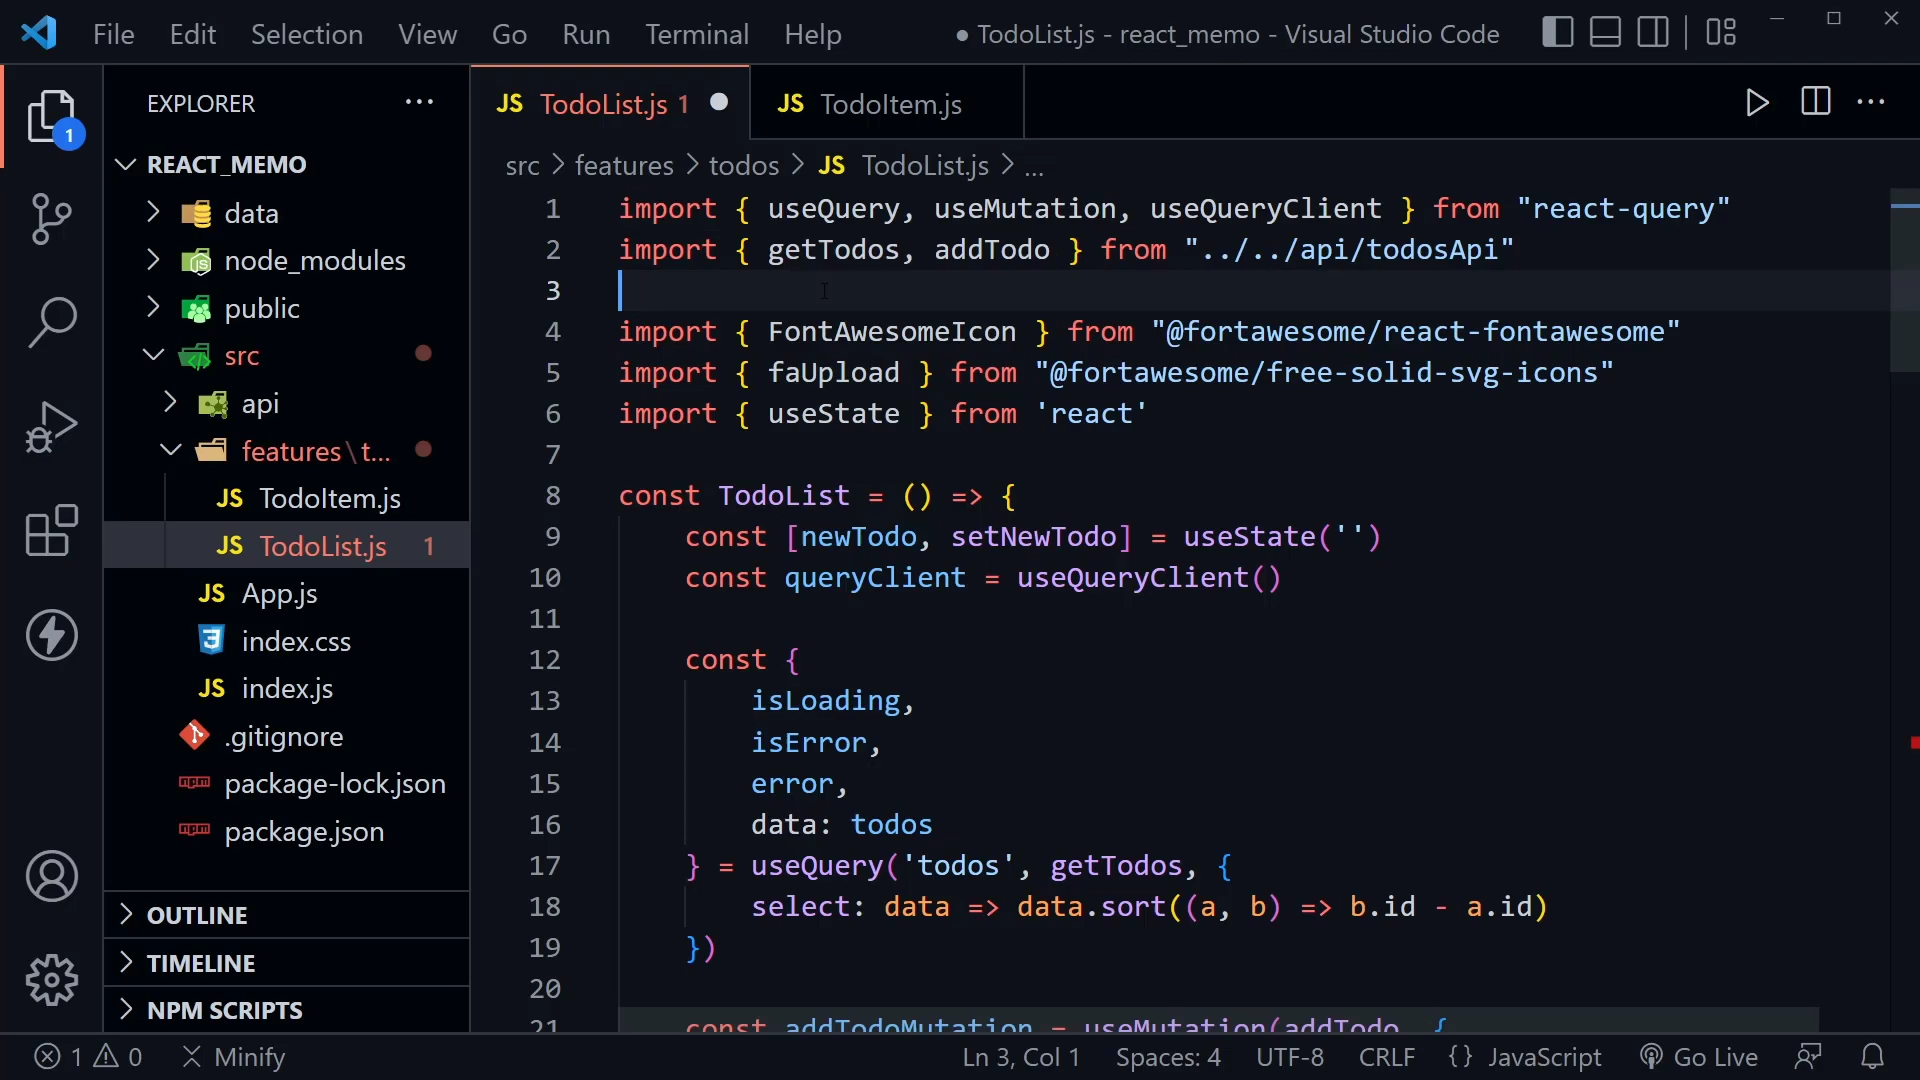 File Edit Selection View Go Run Terminal Help ● TodoList.js - react_memo - Visual Studio Code
EXPLORER ...
1
REACT_MEMO
data
node_modules
public
src
api
features\t...
JS TodoItem.js
JS TodoList.js 1
JS App.js
index.css
JS index.js
.gitignore
package-lock.json
package.json
OUTLINE
TIMELINE
NPM SCRIPTS
JS TodoList.js 1 ● JS TodoItem.js
src > features > todos > JS TodoList.js > ...
1 import { useQuery, useMutation, useQueryClient } from "react-query"
2 import { getTodos, addTodo } from "../../api/todosApi"
3
4 import { FontAwesomeIcon } from "@fortawesome/react-fontawesome"
5 import { faUpload } from "@fortawesome/free-solid-svg-icons"
6 import { useState } from 'react'
7
8 const TodoList = () => {
9 const [newTodo, setNewTodo] = useState('')
10 const queryClient = useQueryClient()
11
12 const {
13 isLoading,
14 isError,
15 error,
16 data: todos
17 } = useQuery('todos', getTodos, {
18 select: data => data.sort((a, b) => b.id - a.id)
19 })
20
21 const addTodoMutation = useMutation(addTodo, {
1 0 Minify Ln 3, Col 1 Spaces: 4 UTF-8 CRLF {} JavaScript Go Live